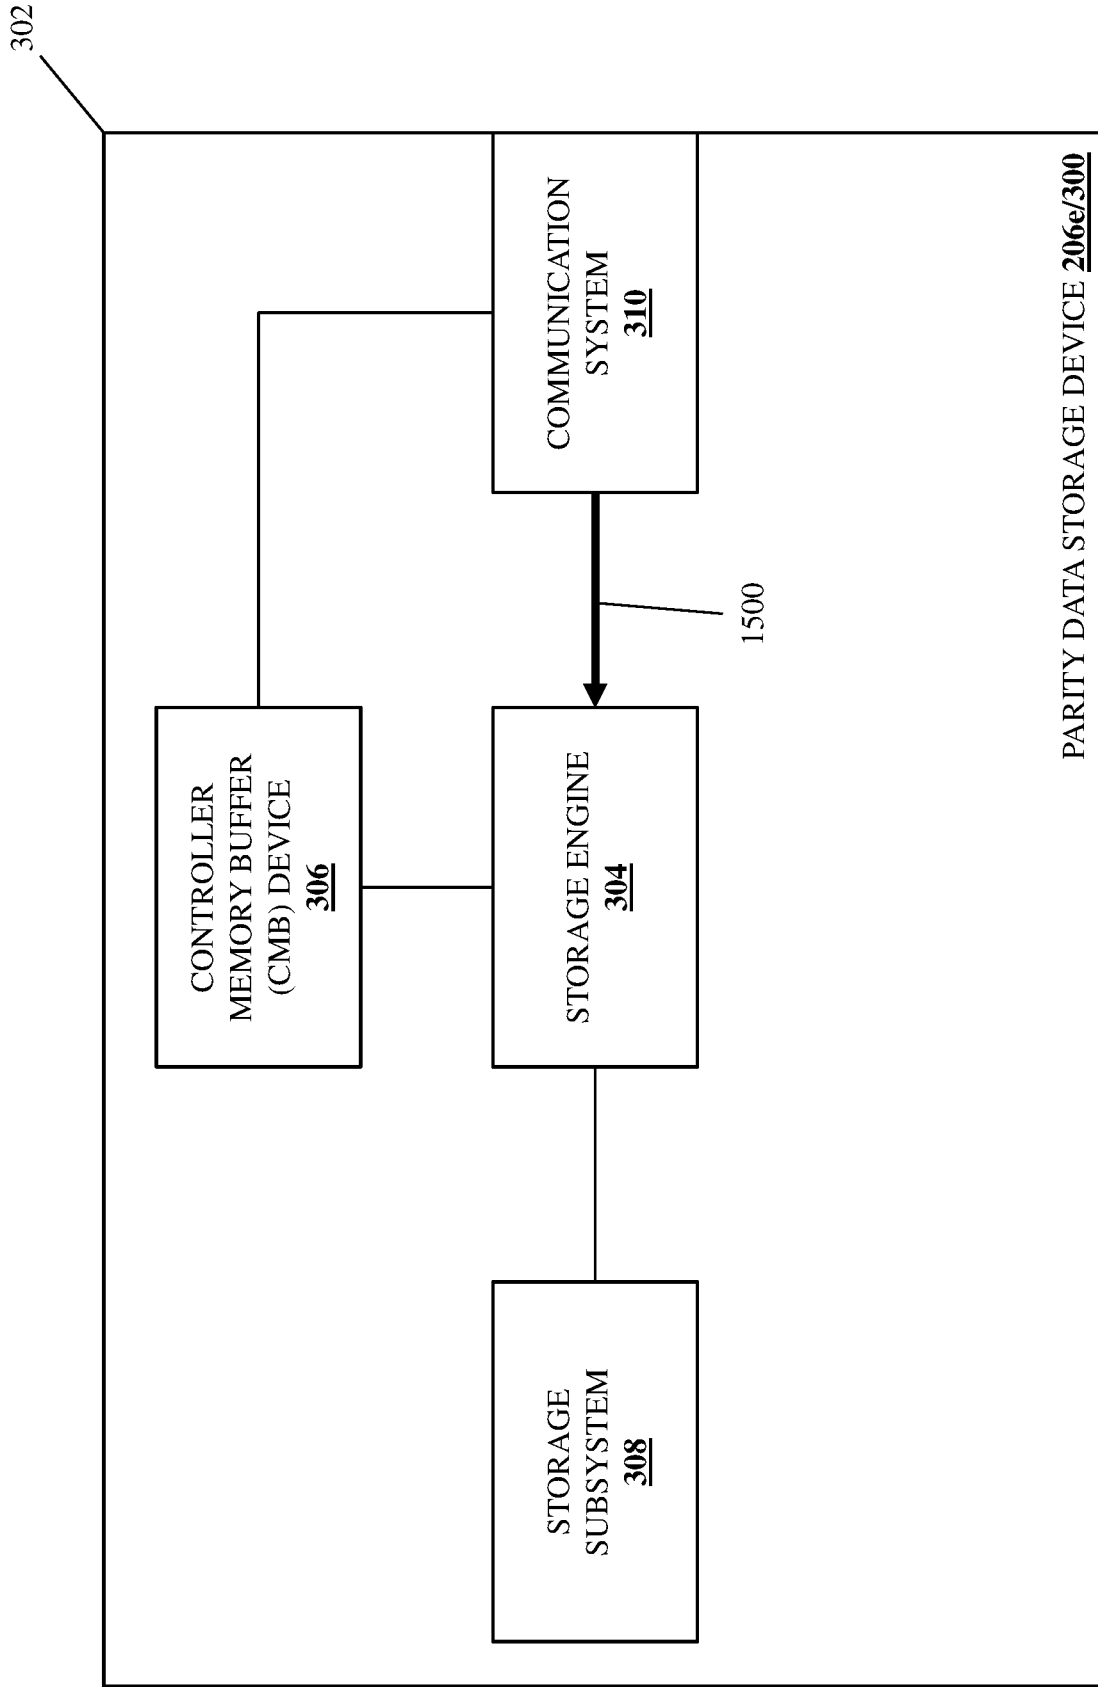 302
CONTROLLER
MEMORY BUFFER
(CMB) DEVICE
306
STORAGE
SUBSYSTEM
308
STORAGE ENGINE
304
COMMUNICATION
SYSTEM
310
1500
PARITY DATA STORAGE DEVICE 206e/300